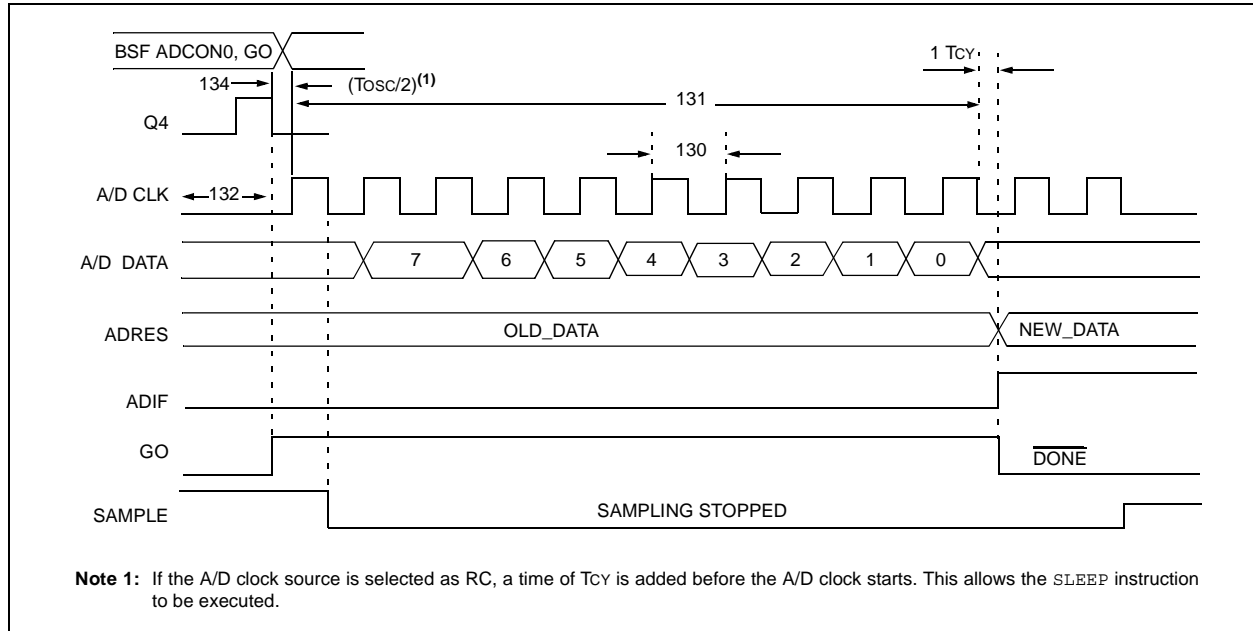 BSF ADCON0, GO
1 TCY
134
(TOSC/2)(1)
131
Q4
130
A/D CLK
132
A/D DATA
7
6
5
4
3
2
1
0
ADRES
OLD_DATA
NEW_DATA
ADIF
GO
DONE
SAMPLE
SAMPLING STOPPED
Note 1: If the A/D clock source is selected as RC, a time of TCY is added before the A/D clock starts. This allows the SLEEP instruction
to be executed.